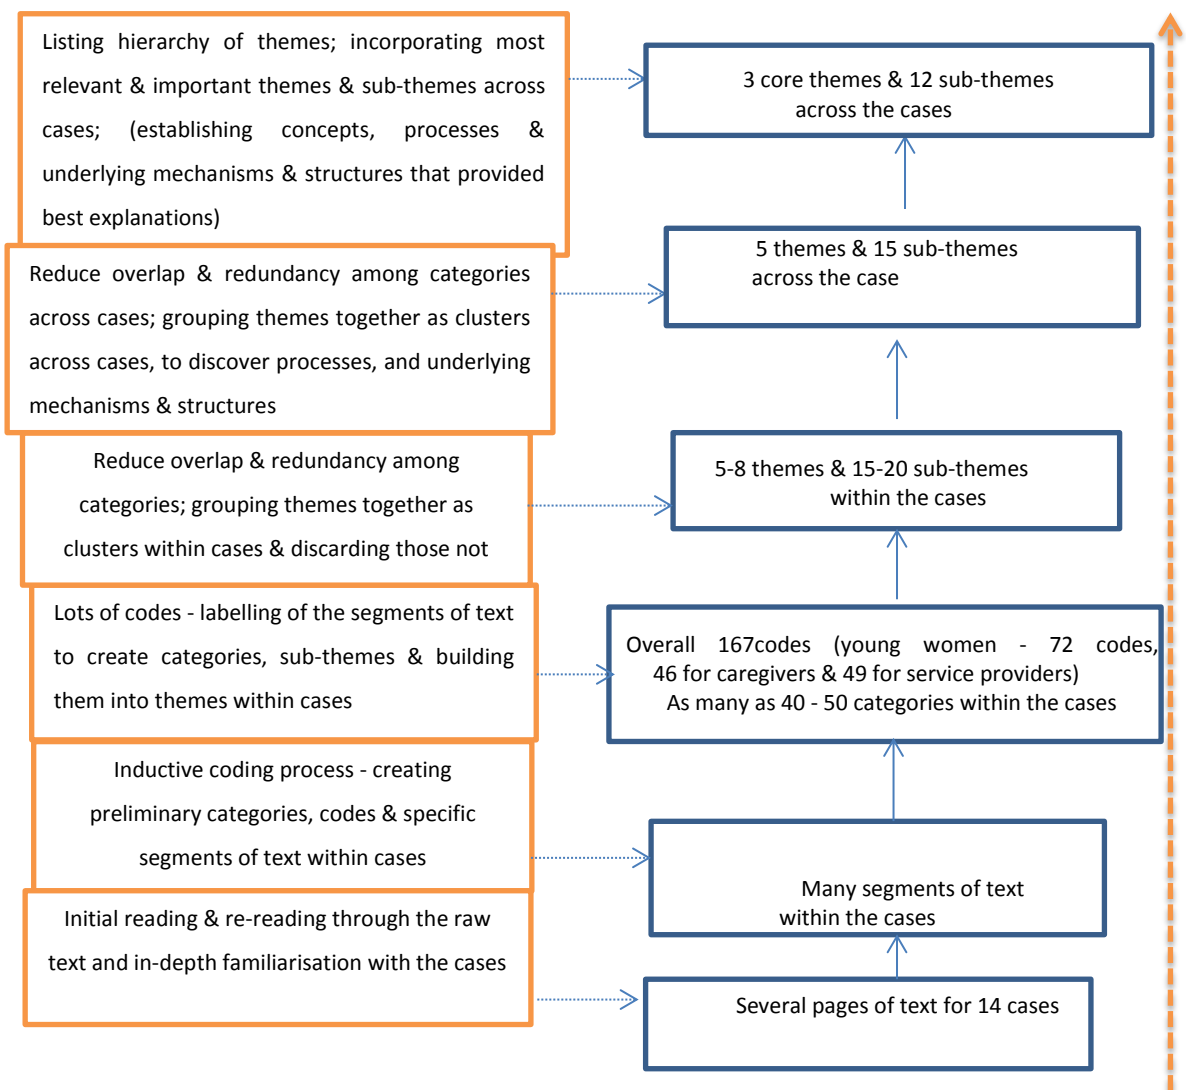 Listing hierarchy of themes; incorporating most
relevant & important themes & sub-themes across
cases; (establishing concepts, processes &
underlying mechanisms & structures that provided
best explanations)
3 core themes & 12 sub-themes
across the cases
Reduce overlap & redundancy among categories
across cases; grouping themes together as clusters
across cases, to discover processes, and underlying
mechanisms & structures
5 themes & 15 sub-themes
across the case
Reduce overlap & redundancy among
categories; grouping themes together as
clusters within cases & discarding those not
5-8 themes & 15-20 sub-themes
within the cases
Lots of codes - labelling of the segments of text
to create categories, sub-themes & building
them into themes within cases
Overall 167codes (young women - 72 codes,
46 for caregivers & 49 for service providers)
As many as 40 - 50 categories within the cases
Inductive coding process - creating
preliminary categories, codes & specific
segments of text within cases
Many segments of text
within the cases
Initial reading & re-reading through the raw
text and in-depth familiarisation with the cases
Several pages of text for 14 cases